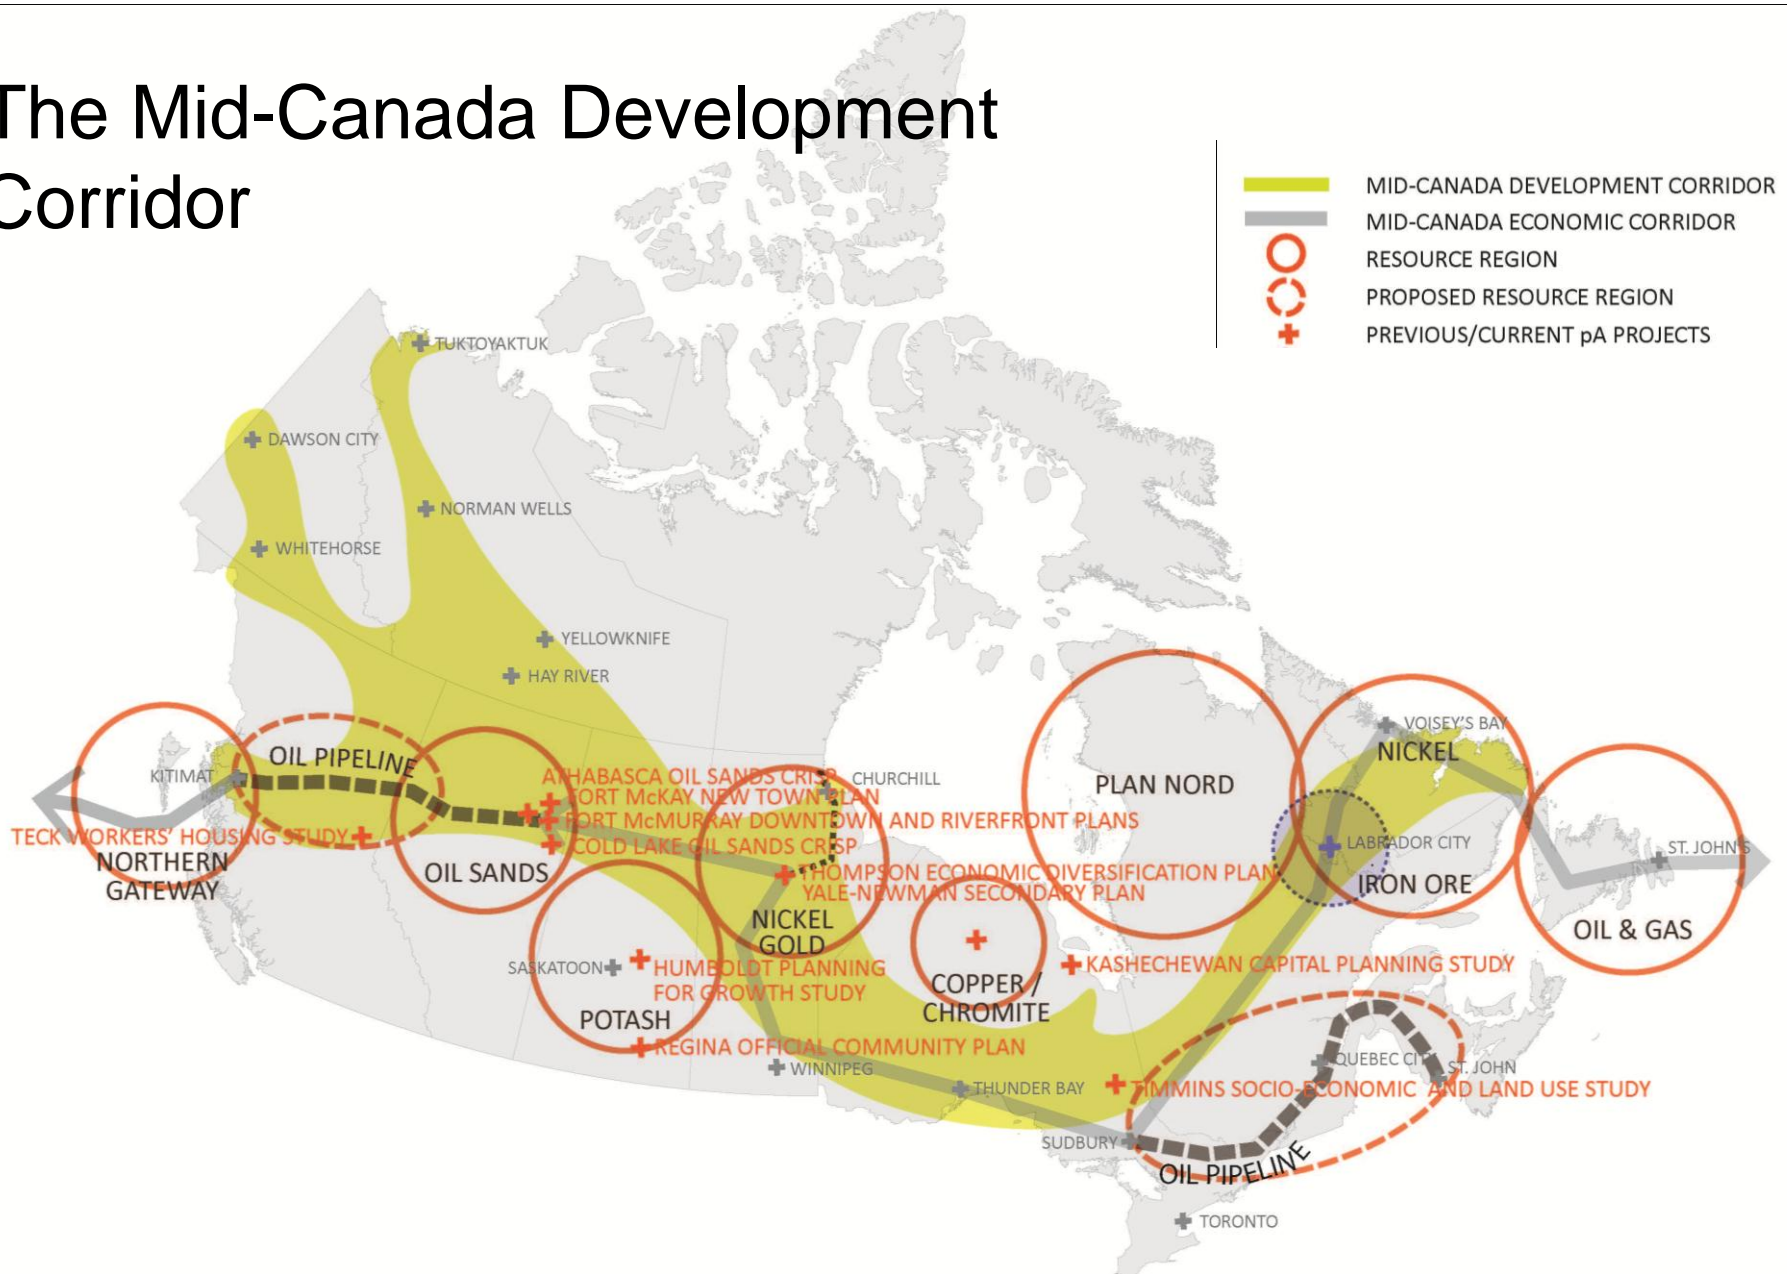 The Mid-Canada Development
Corridor
MID-CANADA DEVELOPMENT CORRIDOR
MID-CANADA ECONOMIC CORRIDOR
RESOURCE REGION
PROPOSED RESOURCE REGION
PREVIOUS/CURRENT pA PROJECTS
TUKTOYAKTUK
DAWSON CITY
NORMAN WELLS
WHITEHORSE
YELLOWKNIFE
HAY RIVER
VOISEY'S BAY
NICKEL
OIL PIPELINE
KITIMAT
ATHABASCA OIL SANDS CRISP
CHURCHILL
PLAN NORD
FORT McKAY NEW TOWN PLAN
FORT McMURRAY DOWNTOWN AND RIVERFRONT PLANS
TECK WORKERS' HOUSING STUDY
COLD LAKE OIL SANDS CRISP
LABRADOR CITY
ST. JOHN'S
NORTHERN
GATEWAY
OIL SANDS
THOMPSON ECONOMIC DIVERSIFICATION PLAN
YALE-NEWMAN SECONDARY PLAN
IRON ORE
NICKEL
GOLD
OIL & GAS
SASKATOON
HUMBOLDT PLANNING
FOR GROWTH STUDY
KASHECHEWAN CAPITAL PLANNING STUDY
COPPER /
CHROMITE
POTASH
REGINA OFFICIAL COMMUNITY PLAN
WINNIPEG
QUEBEC CITY
ST. JOHN
THUNDER BAY
TIMMINS SOCIO-ECONOMIC AND LAND USE STUDY
SUDBURY
OIL PIPELINE
TORONTO